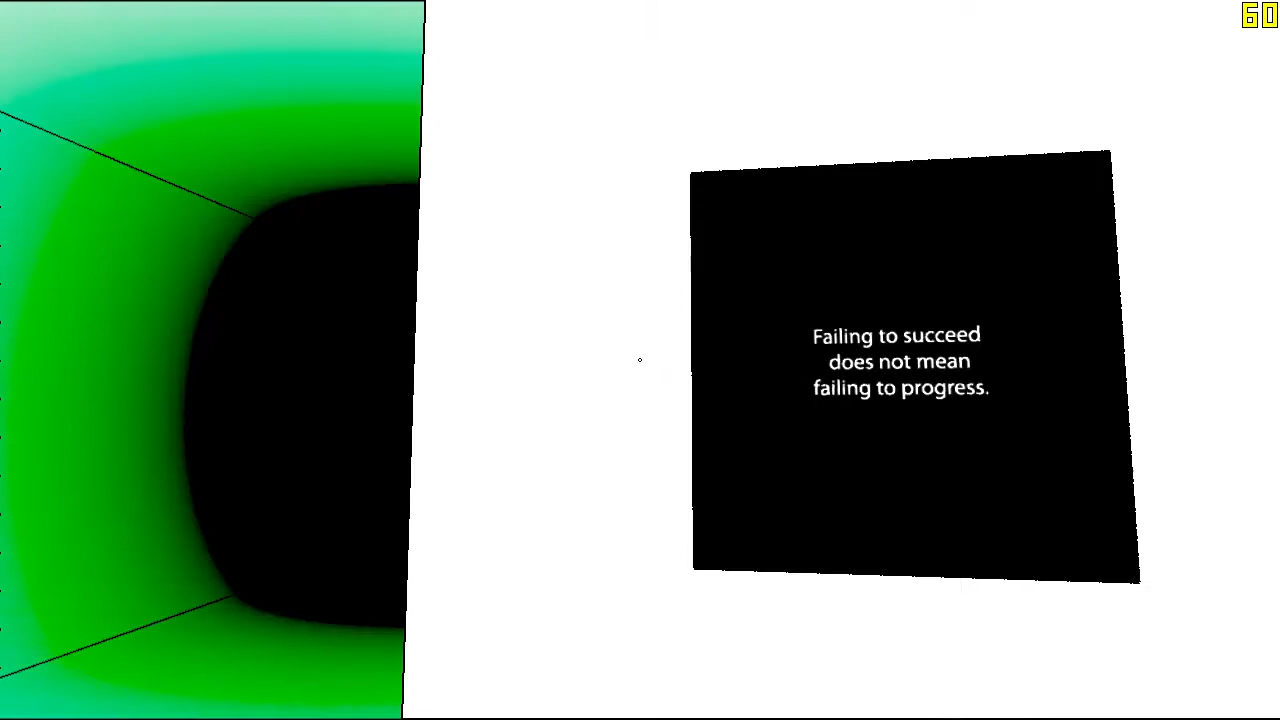 60
Failing to succeed
does not mean
failing to progress.